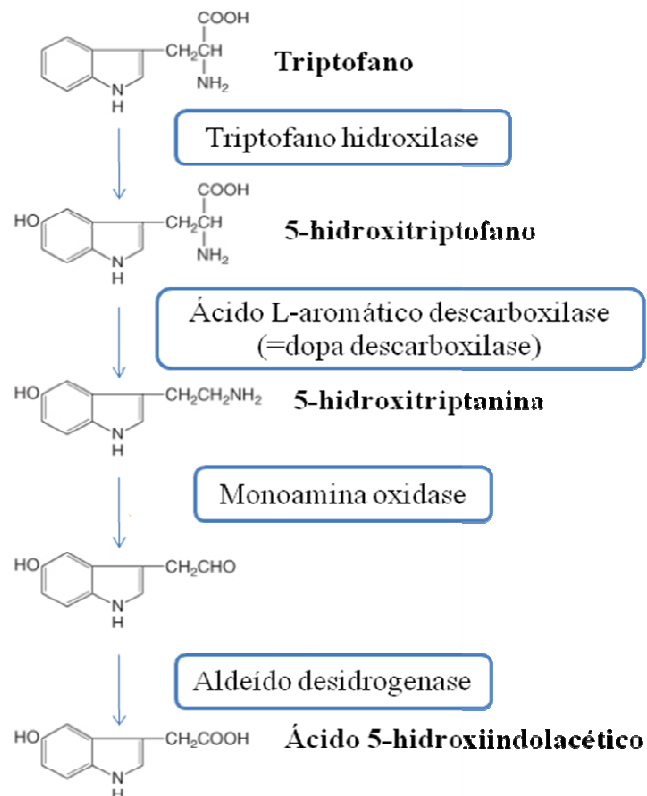 COOH
CH₂CH
NH₂
N
H
Triptofano
Triptofano hidroxilase
COOH
HO
CH₂CH
NH₂
N
H
5-hidroxitriptofano
Ácido L-aromático descarboxilase
(=dopa descarboxilase)
HO
CH₂CH₂NH₂
N
H
5-hidroxitriptanina
Monoamina oxidase
HO
CH₂CHO
N
H
Aldeído desidrogenase
HO
CH₂COOH
N
H
Ácido 5-hidroxiindolacético